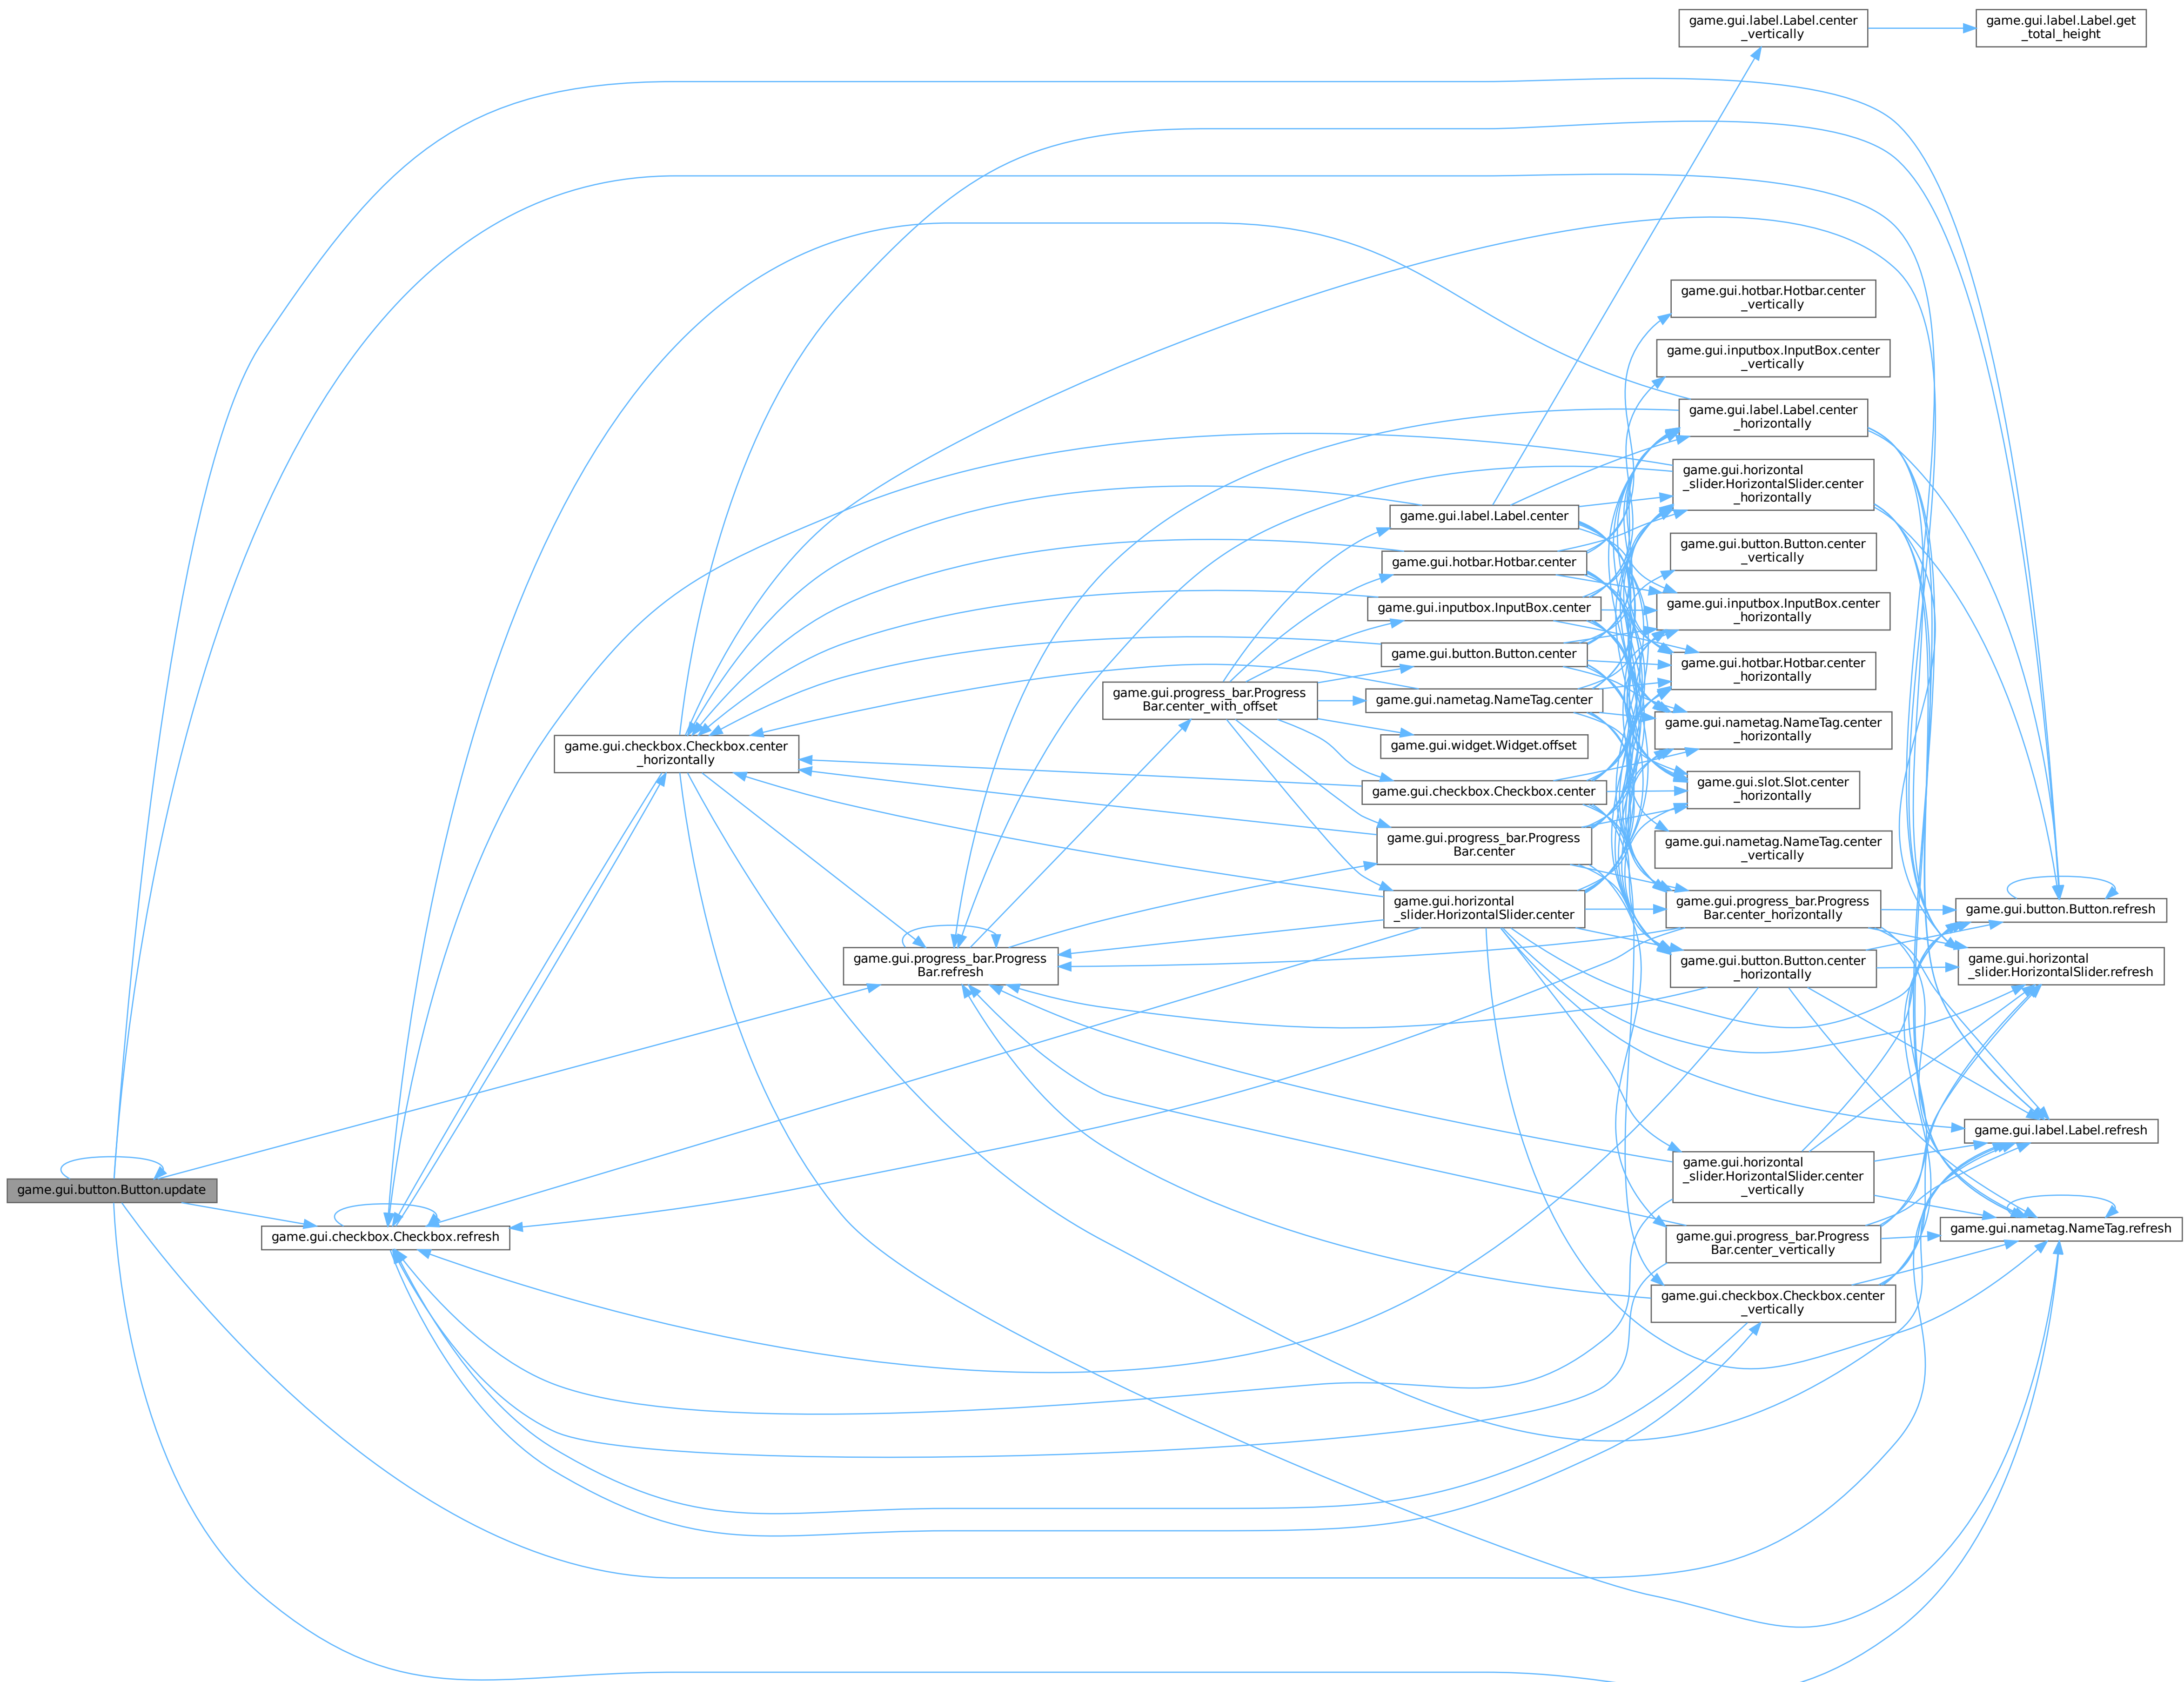 game.gui.label.Label.center
_vertically
game.gui.label.Label.get
_total_height
game.gui.hotbar.Hotbar.center
_vertically
game.gui.inputbox.InputBox.center
_vertically
game.gui.label.Label.center
_horizontally
game.gui.horizontal
_slider.HorizontalSlider.center
_horizontally
game.gui.label.Label.center
game.gui.button.Button.center
_vertically
game.gui.hotbar.Hotbar.center
game.gui.inputbox.InputBox.center
game.gui.inputbox.InputBox.center
_horizontally
game.gui.button.Button.center
game.gui.hotbar.Hotbar.center
_horizontally
game.gui.progress_bar.Progress
Bar.center_with_offset
game.gui.nametag.NameTag.center
game.gui.nametag.NameTag.center
_horizontally
game.gui.checkbox.Checkbox.center
_horizontally
game.gui.widget.Widget.offset
game.gui.checkbox.Checkbox.center
game.gui.slot.Slot.center
_horizontally
game.gui.progress_bar.Progress
Bar.center
game.gui.nametag.NameTag.center
_vertically
game.gui.horizontal
_slider.HorizontalSlider.center
game.gui.progress_bar.Progress
Bar.center_horizontally
game.gui.button.Button.refresh
game.gui.progress_bar.Progress
Bar.refresh
game.gui.button.Button.center
_horizontally
game.gui.horizontal
_slider.HorizontalSlider.refresh
game.gui.label.Label.refresh
game.gui.horizontal
_slider.HorizontalSlider.center
_vertically
game.gui.button.Button.update
game.gui.checkbox.Checkbox.refresh
game.gui.progress_bar.Progress
Bar.center_vertically
game.gui.nametag.NameTag.refresh
game.gui.checkbox.Checkbox.center
_vertically